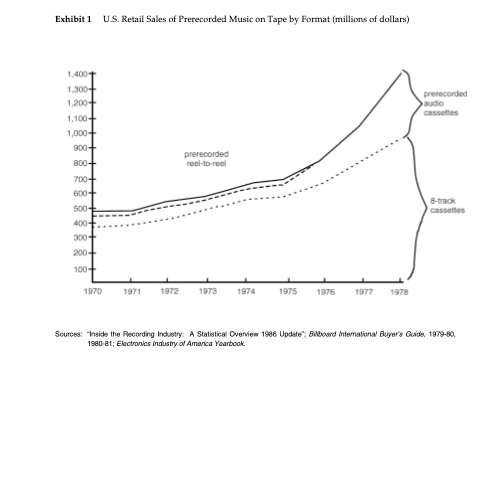 Exhibit 1 U.S. Retail Sales of Prerecorded Music on Tape by Format (millions of dollars)
1,400
1,300
1,200
1,100
1,000
900
800
700
600
500
400
300
200
100
prerecorded
reel-to-reel
prerecorded
audio
cassettes
8-track
cassettes
1970 1971 1972 1973 1974 1975 1976 1977 1978
Sources: "Inside the Recording Industry: A Statistical Overview 1986 Update"; Billboard International Buyer's Guide, 1979-80,
1980-81; Electronics Industry of America Yearbook.